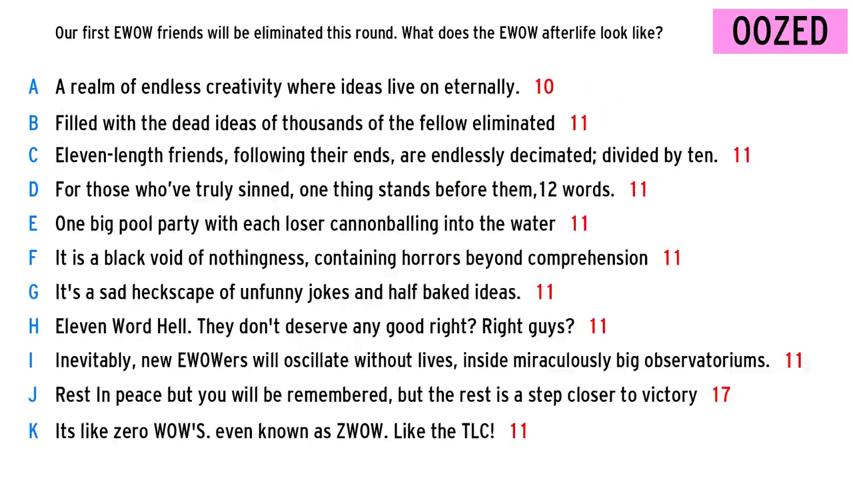 Our first EWOW friends will be eliminated this round. What does the EWOW afterlife look like?
OOZED
A A realm of endless creativity where ideas live on eternally. 10
B Filled with the dead ideas of thousands of the fellow eliminated 11
C Eleven-length friends, following their ends, are endlessly decimated; divided by ten. 11
D For those who've truly sinned, one thing stands before them,12 words. 11
E One big pool party with each loser cannonballing into the water 11
F It is a black void of nothingness, containing horrors beyond comprehension 11
G It's a sad heckscape of unfunny jokes and half baked ideas. 11
H Eleven Word Hell. They don't deserve any good right? Right guys? 11
I Inevitably, new EWOWers will oscillate without lives, inside miraculously big observatoriums. 11
J Rest In peace but you will be remembered, but the rest is a step closer to victory 17
K Its like zero WOW'S. even known as ZWOW. Like the TLC! 11